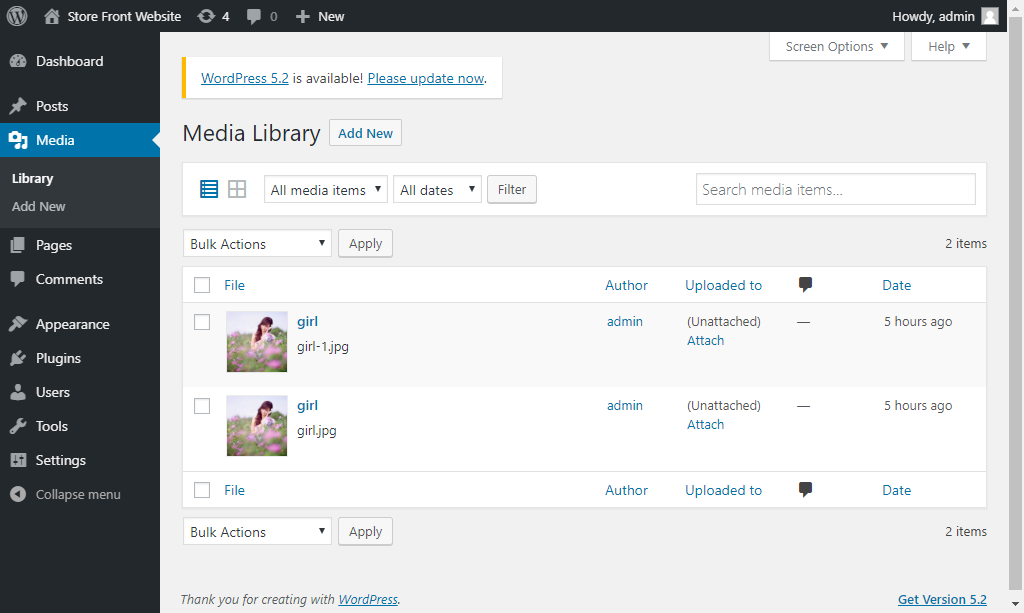 Store Front Website 4 0 New Howdy, admin
Screen Options Help
Dashboard
Posts
Media
Library
Add New
Pages
Comments
Appearance
Plugins
Users
Tools
Settings
Collapse menu
WordPress 5.2 is available! Please update now.
Media Library Add New
All media items All dates Filter Search media items...
Bulk Actions Apply 2 items
File Author Uploaded to Date
girl admin (Unattached) — 5 hours ago
girl-1.jpg Attach
girl admin (Unattached) — 5 hours ago
girl.jpg Attach
File Author Uploaded to Date
Bulk Actions Apply 2 items
Thank you for creating with WordPress. Get Version 5.2